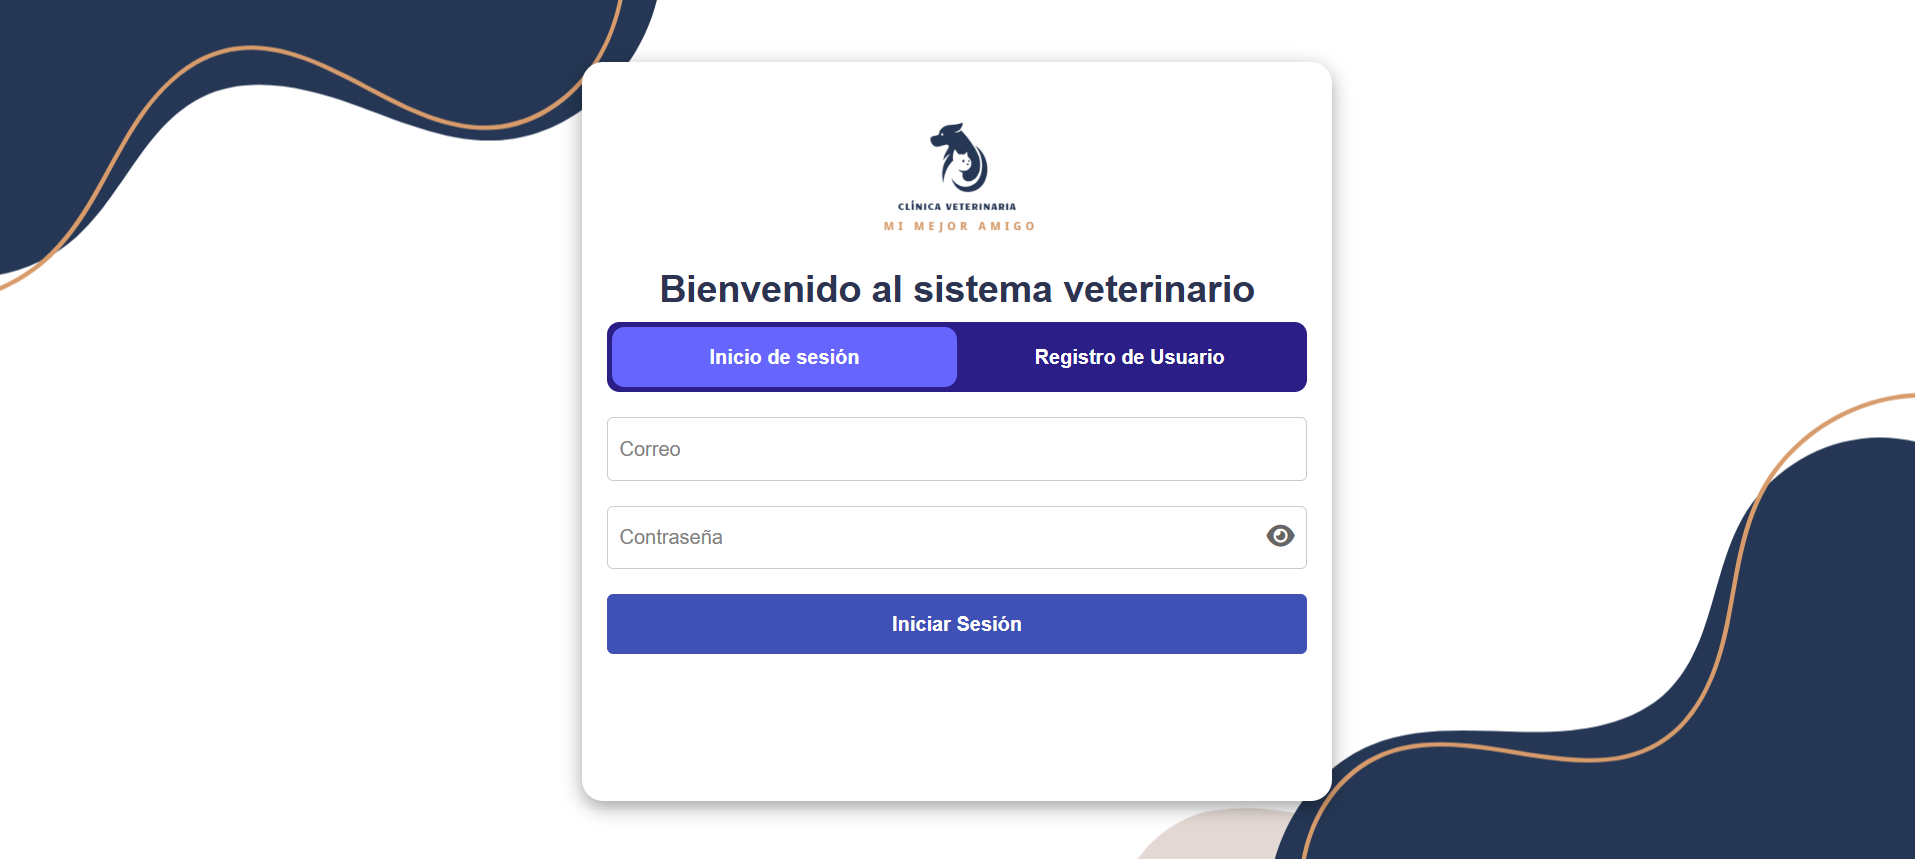 CLÍNICA VETERINARIA
MI MEJOR AMIGO
Bienvenido al sistema veterinario
Inicio de sesión
Registro de Usuario
Correo
Contraseña
Iniciar Sesión